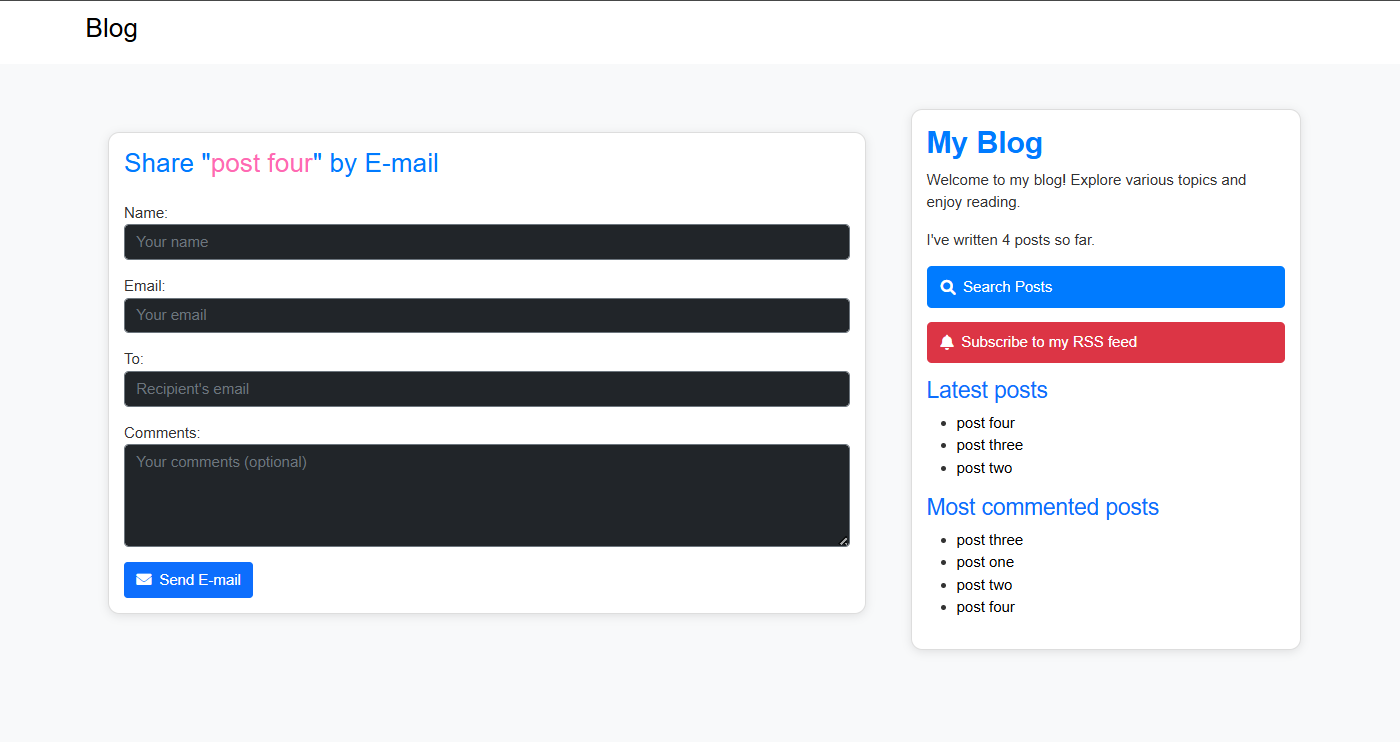 Blog
Share "post four" by E-mail
Name:
Your name
Email:
Your email
To:
Recipient's email
Comments:
Your comments (optional)
Send E-mail
My Blog
Welcome to my blog! Explore various topics and
enjoy reading.
I've written 4 posts so far.
Search Posts
Subscribe to my RSS feed
Latest posts
post four
post three
post two
Most commented posts
post three
post one
post two
post four